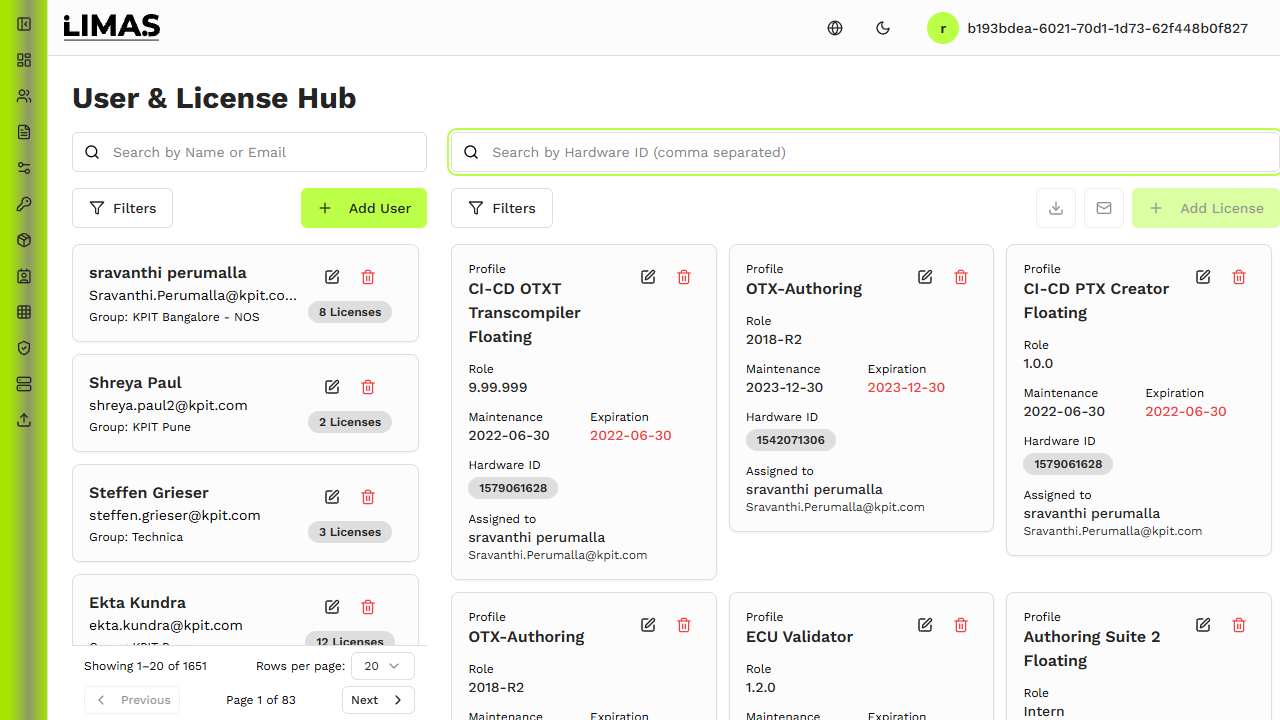 LIMAS
r
b193bdea-6021-70d1-1d73-62f448b0f827
User & License Hub
Search by Name or Email
Search by Hardware ID (comma separated)
Filters
Add User
Filters
Add License
sravanthi perumalla
Sravanthi.Perumalla@kpit.co...
Group: KPIT Bangalore - NOS
8 Licenses
Shreya Paul
shreya.paul2@kpit.com
Group: KPIT Pune
2 Licenses
Steffen Grieser
steffen.grieser@kpit.com
Group: Technica
3 Licenses
Ekta Kundra
ekta.kundra@kpit.com
12 Licenses
Showing 1–20 of 1651
Rows per page:
20
Previous
Page 1 of 83
Next
Profile
CI-CD OTXT
Transcompiler
Floating
Role
9.99.999
Maintenance
Expiration
2022-06-30
2022-06-30
Hardware ID
1579061628
Assigned to
sravanthi perumalla
Sravanthi.Perumalla@kpit.com
Profile
OTX-Authoring
Role
2018-R2
Maintenance
Expiration
2023-12-30
2023-12-30
Hardware ID
1542071306
Assigned to
sravanthi perumalla
Sravanthi.Perumalla@kpit.com
Profile
CI-CD PTX Creator
Floating
Role
1.0.0
Maintenance
Expiration
2022-06-30
2022-06-30
Hardware ID
1579061628
Assigned to
sravanthi perumalla
Sravanthi.Perumalla@kpit.com
Profile
OTX-Authoring
Role
2018-R2
Maintenance
Expiration
Profile
ECU Validator
Role
1.2.0
Maintenance
Expiration
Profile
Authoring Suite 2
Floating
Role
Intern